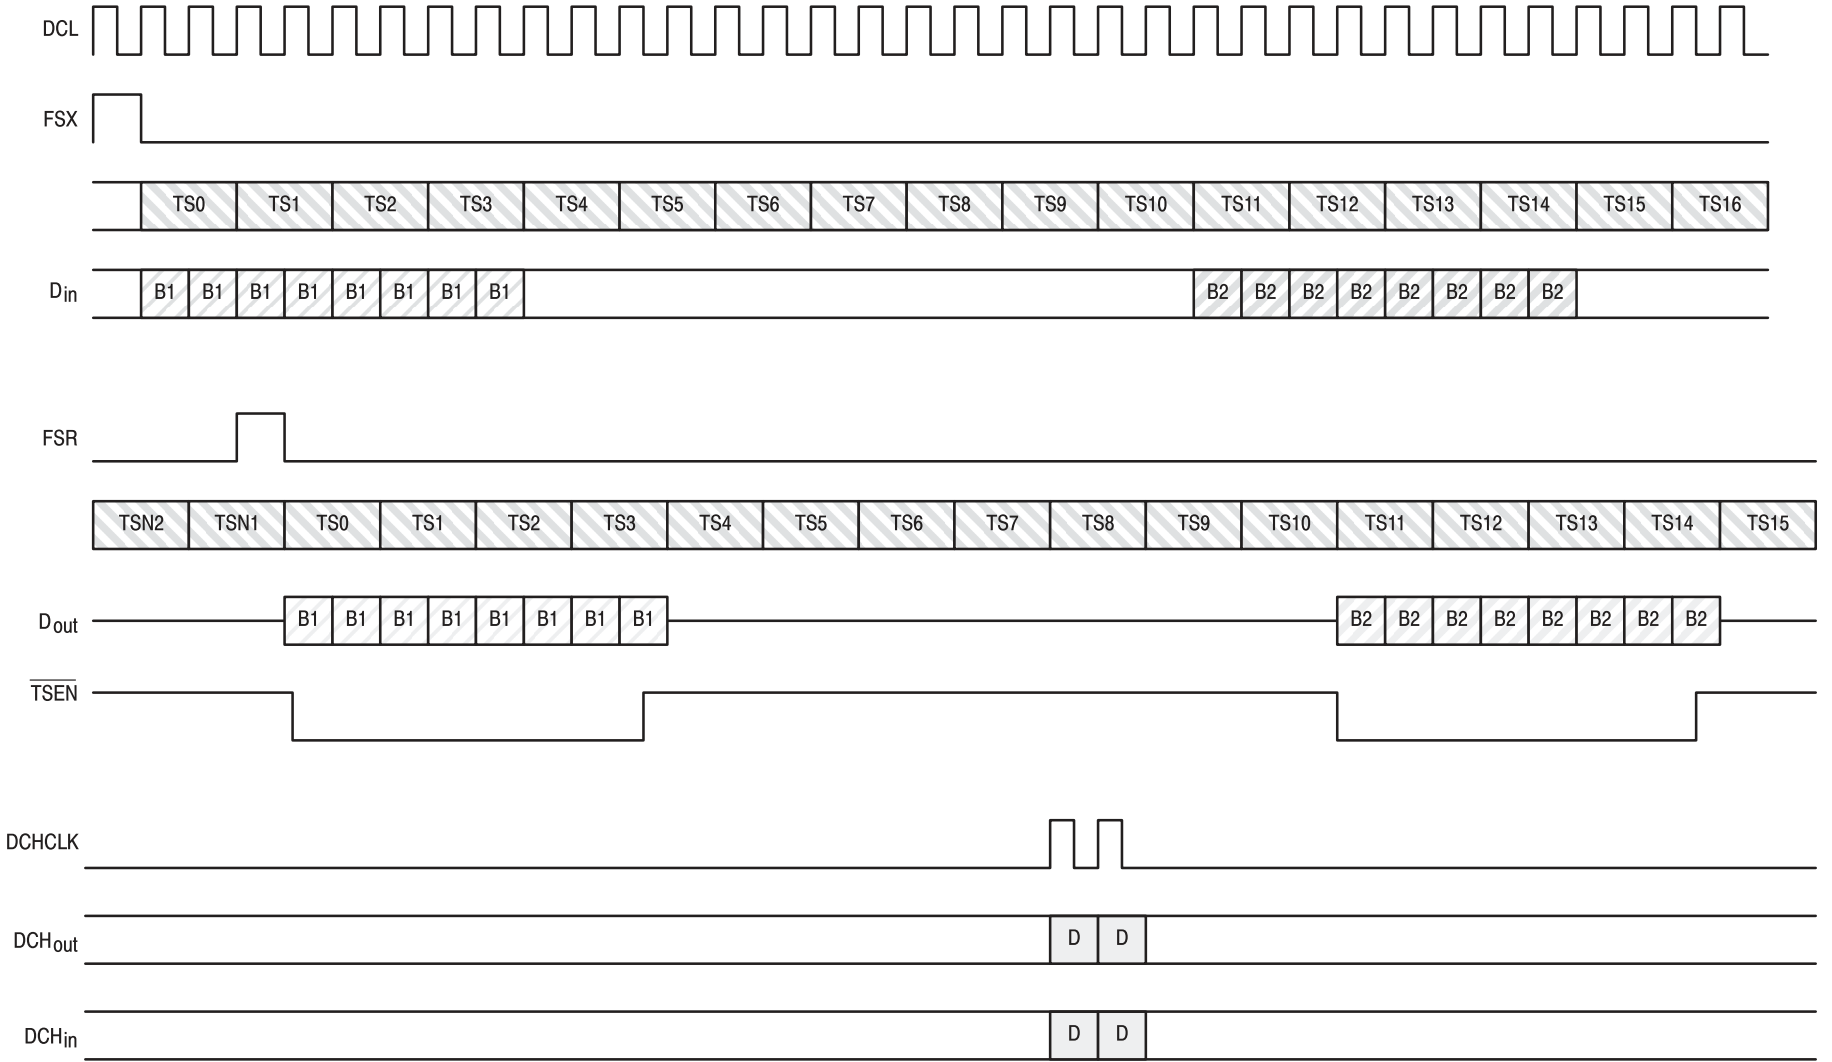 DCL
FSX
TS0 TS1 TS2 TS3 TS4 TS5 TS6 TS7 TS8 TS9 TS10 TS11 TS12 TS13 TS14 TS15 TS16
Din B1 B1 B1 B1 B1 B1 B1 B1 B2 B2 B2 B2 B2 B2 B2 B2
FSR
TSN2 TSN1 TS0 TS1 TS2 TS3 TS4 TS5 TS6 TS7 TS8 TS9 TS10 TS11 TS12 TS13 TS14 TS15
Dout B1 B1 B1 B1 B1 B1 B1 B1 B2 B2 B2 B2 B2 B2 B2 B2
TSEN
DCHCLK
DCHout D D
DCHin D D